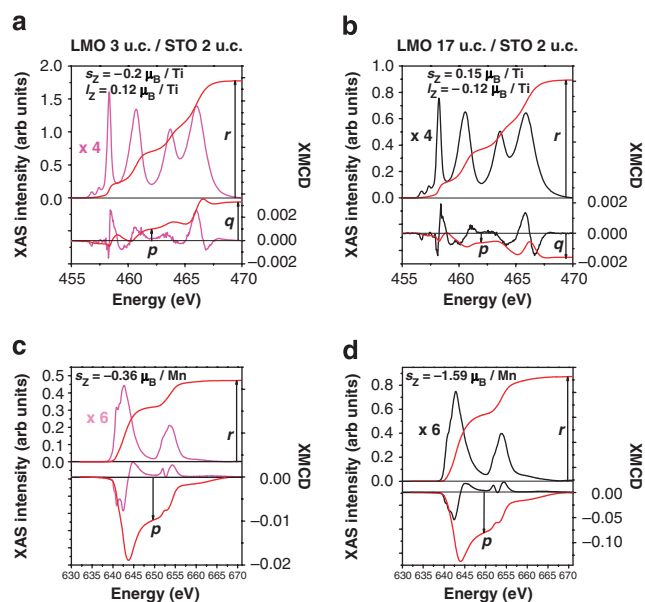 a
LMO 3 u.c. / STO 2 u.c.
s_Z = −0.2 μ_B / Ti
l_Z = 0.12 μ_B / Ti
x 4
r
q
p
XAS intensity (arb units)
XMCD
2.0
1.5
1.0
0.5
0.0
0.002
0.000
−0.002
455 460 465 470
Energy (eV)
b
LMO 17 u.c. / STO 2 u.c.
s_Z = 0.15 μ_B / Ti
l_Z = −0.12 μ_B / Ti
x 4
r
q
p
XAS intensity (arb units)
XMCD
1.0
0.8
0.6
0.4
0.2
0.0
0.002
0.000
−0.002
455 460 465 470
Energy (eV)
c
s_Z = −0.36 μ_B / Mn
x 6
r
p
XAS intensity (arb units)
XMCD
0.5
0.4
0.3
0.2
0.1
0.0
0.00
−0.01
−0.02
630 635 640 645 650 655 660 665 670
Energy (eV)
d
s_Z = −1.59 μ_B / Mn
x 6
r
p
XAS intensity (arb units)
XMCD
0.8
0.6
0.4
0.2
0.0
0.00
−0.05
−0.10
630 640 645 650 655 660 665 670
Energy (eV)